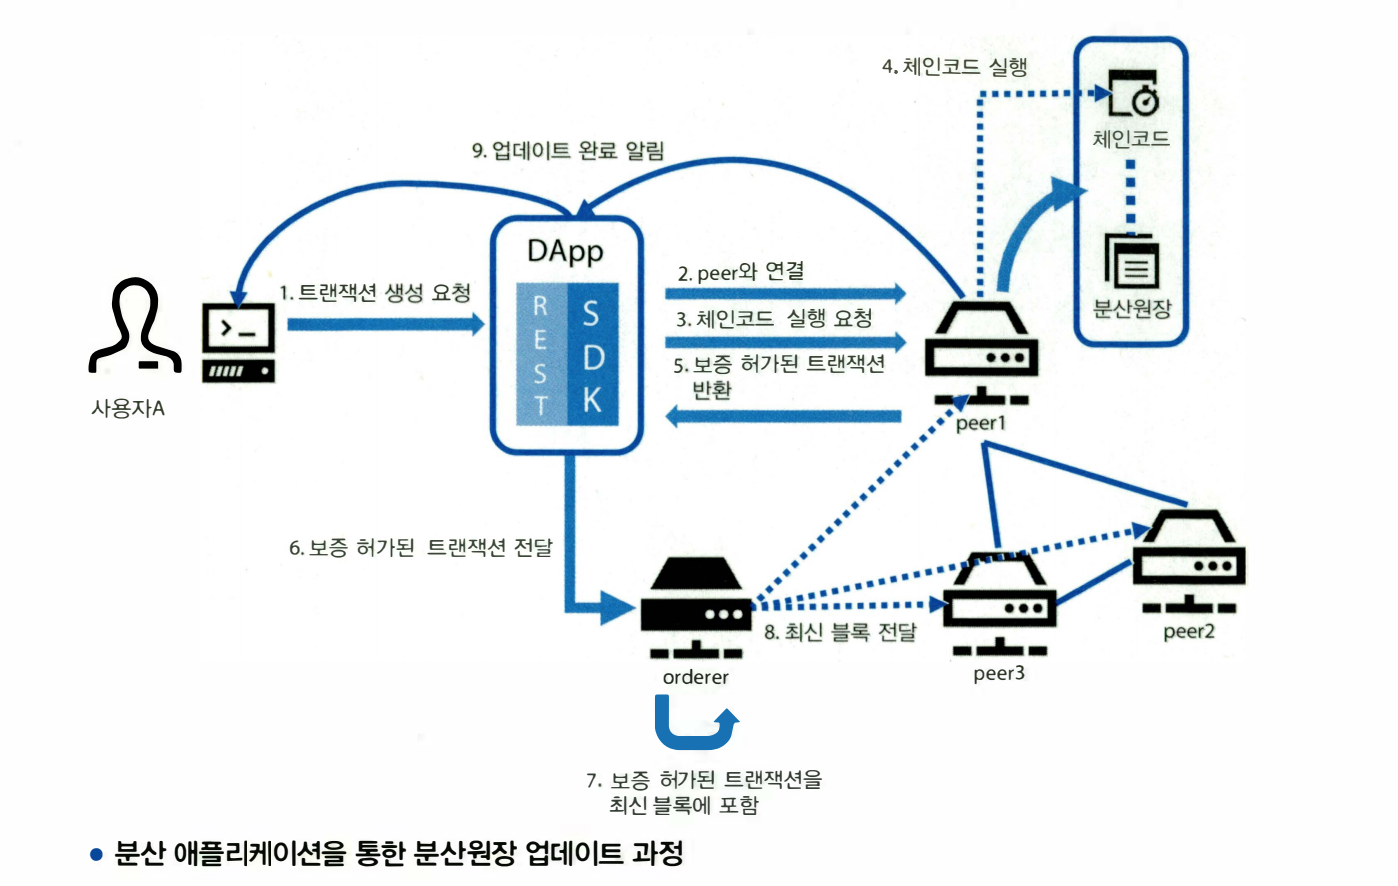 4. 체인코드 실행
체인코드
분산원장
9. 업데이트 완료 알림
DApp
REST
SDK
1. 트랜잭션 생성 요청
사용자A
2. peer와 연결
3. 체인코드 실행 요청
5. 보증 허가된 트랜잭션
반환
peer1
6. 보증 허가된 트랜잭션 전달
orderer
8. 최신 블록 전달
peer3
peer2
7. 보증 허가된 트랜잭션을
최신 블록에 포함
• 분산 애플리케이션을 통한 분산원장 업데이트 과정